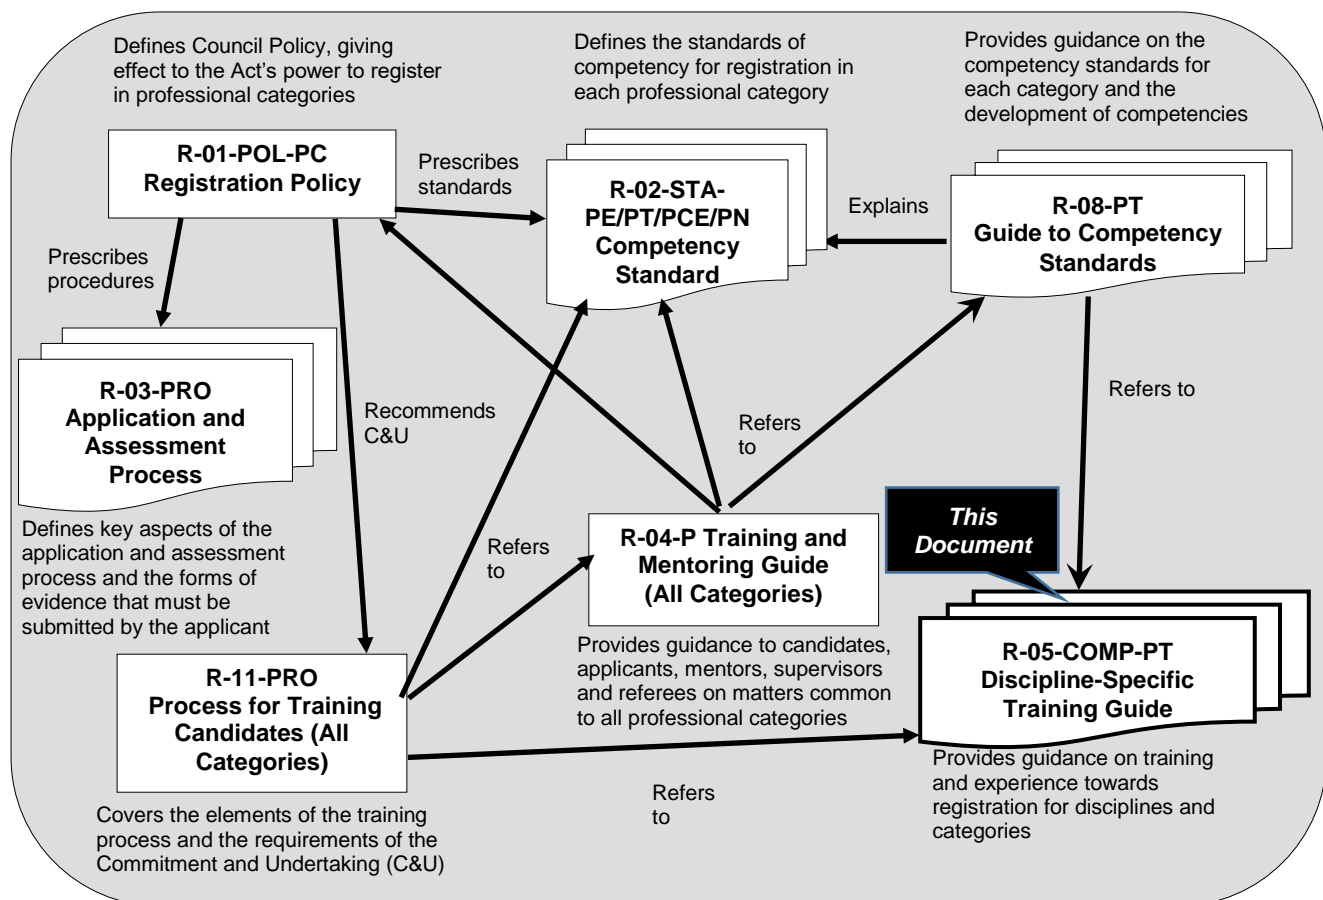 Defines Council Policy, giving
effect to the Act's power to register
in professional categories
Defines the standards of
competency for registration in
each professional category
Provides guidance on the
competency standards for
each category and the
development of competencies
R-01-POL-PC
Registration Policy
Prescribes
standards
R-02-STA-
PE/PT/PCE/PN
Competency
Standard
Explains
R-08-PT
Guide to Competency
Standards
Prescribes
procedures
R-03-PRO
Application and
Assessment
Process
Recommends
C&U
Refers
to
Refers to
This
Document
Defines key aspects of the
application and assessment
process and the forms of
evidence that must be
submitted by the applicant
Refers
to
R-04-P Training and
Mentoring Guide
(All Categories)
Provides guidance to candidates,
applicants, mentors, supervisors
and referees on matters common
to all professional categories
R-05-COMP-PT
Discipline-Specific
Training Guide
R-11-PRO
Process for Training
Candidates (All
Categories)
Provides guidance on training
and experience towards
registration for disciplines and
categories
Refers
to
Covers the elements of the training
process and the requirements of the
Commitment and Undertaking (C&U)